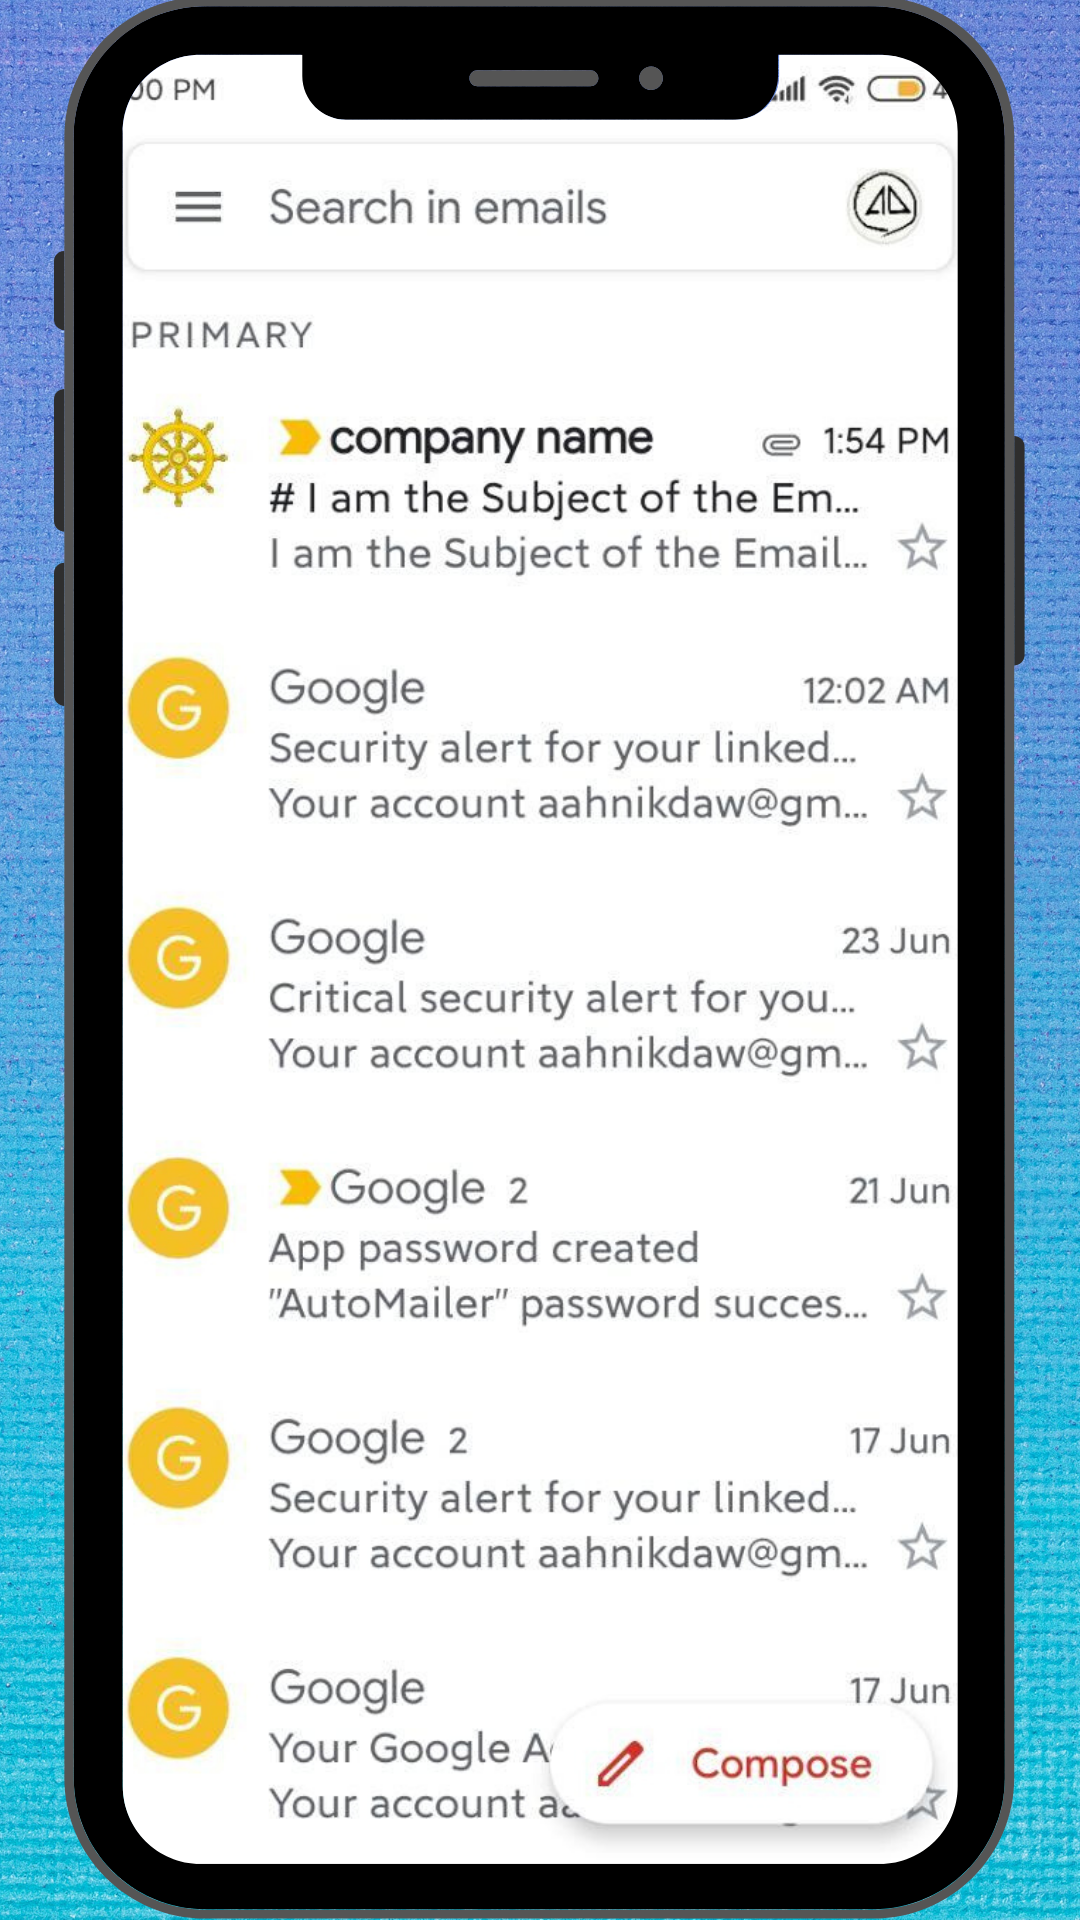 00 PM 4
Search in emails
PRIMARY
company name 1:54 PM
# I am the Subject of the Em...
I am the Subject of the Email...
G Google 12:02 AM
Security alert for your linked...
Your account aahnikdaw@gm...
G Google 23 Jun
Critical security alert for you...
Your account aahnikdaw@gm...
G Google 2 21 Jun
App password created
"AutoMailer" password succes...
G Google 2 17 Jun
Security alert for your linked...
Your account aahnikdaw@gm...
G Google 17 Jun
Your Google A
Your account aa
Compose